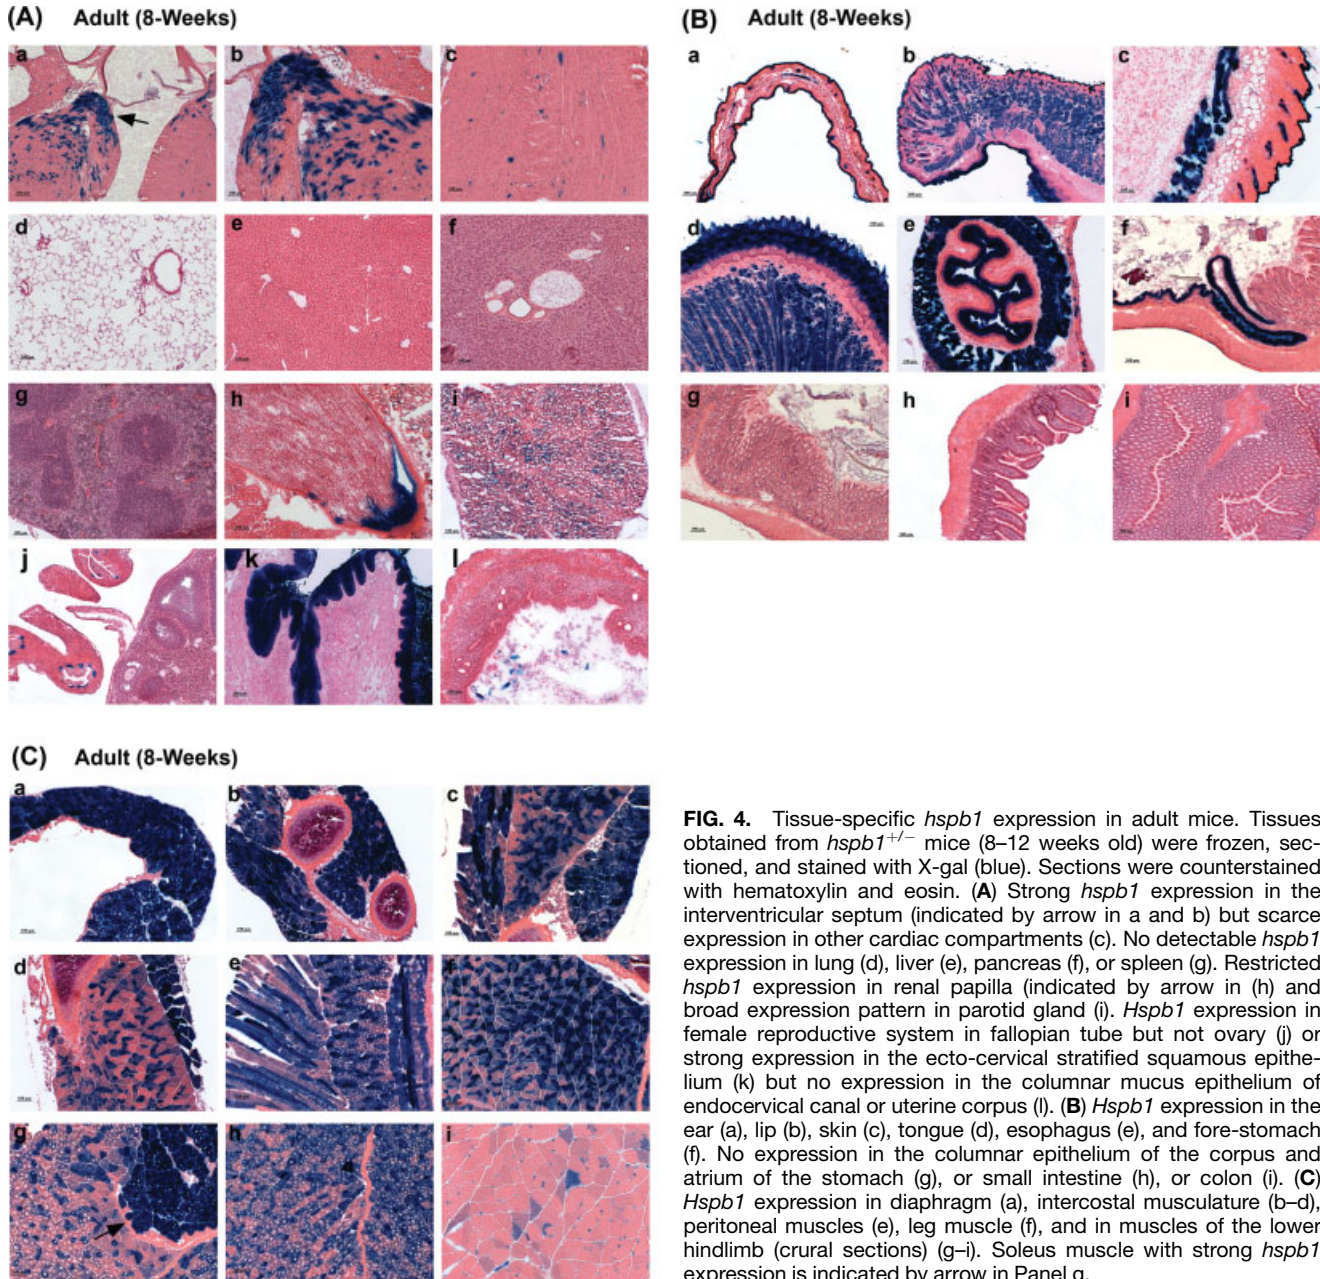 (A) Adult (8-Weeks)
a b c
d e f
g h i
j k l
(B) Adult (8-Weeks)
a b c
d e f
g h i
(C) Adult (8-Weeks)
a b c
d e f
g h i
FIG. 4. Tissue-specific hspb1 expression in adult mice. Tissues
obtained from hspb1+/− mice (8–12 weeks old) were frozen, sec-
tioned, and stained with X-gal (blue). Sections were counterstained
with hematoxylin and eosin. (A) Strong hspb1 expression in the
interventricular septum (indicated by arrow in a and b) but scarce
expression in other cardiac compartments (c). No detectable hspb1
expression in lung (d), liver (e), pancreas (f), or spleen (g). Restricted
hspb1 expression in renal papilla (indicated by arrow in (h) and
broad expression pattern in parotid gland (i). Hspb1 expression in
female reproductive system in fallopian tube but not ovary (j) or
strong expression in the ecto-cervical stratified squamous epithe-
lium (k) but no expression in the columnar mucus epithelium of
endocervical canal or uterine corpus (l). (B) Hspb1 expression in the
ear (a), lip (b), skin (c), tongue (d), esophagus (e), and fore-stomach
(f). No expression in the columnar epithelium of the corpus and
atrium of the stomach (g), or small intestine (h), or colon (i). (C)
Hspb1 expression in diaphragm (a), intercostal musculature (b–d),
peritoneal muscles (e), leg muscle (f), and in muscles of the lower
hindlimb (crural sections) (g–i). Soleus muscle with strong hspb1
expression is indicated by arrow in Panel g.